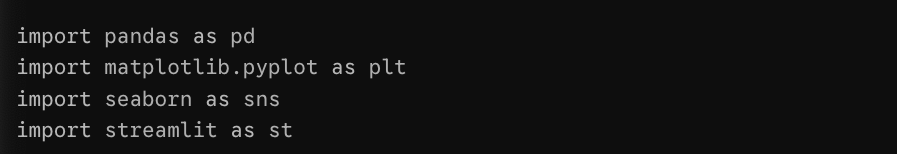 import pandas as pd
import matplotlib.pyplot as plt
import seaborn as sns
import streamlit as st